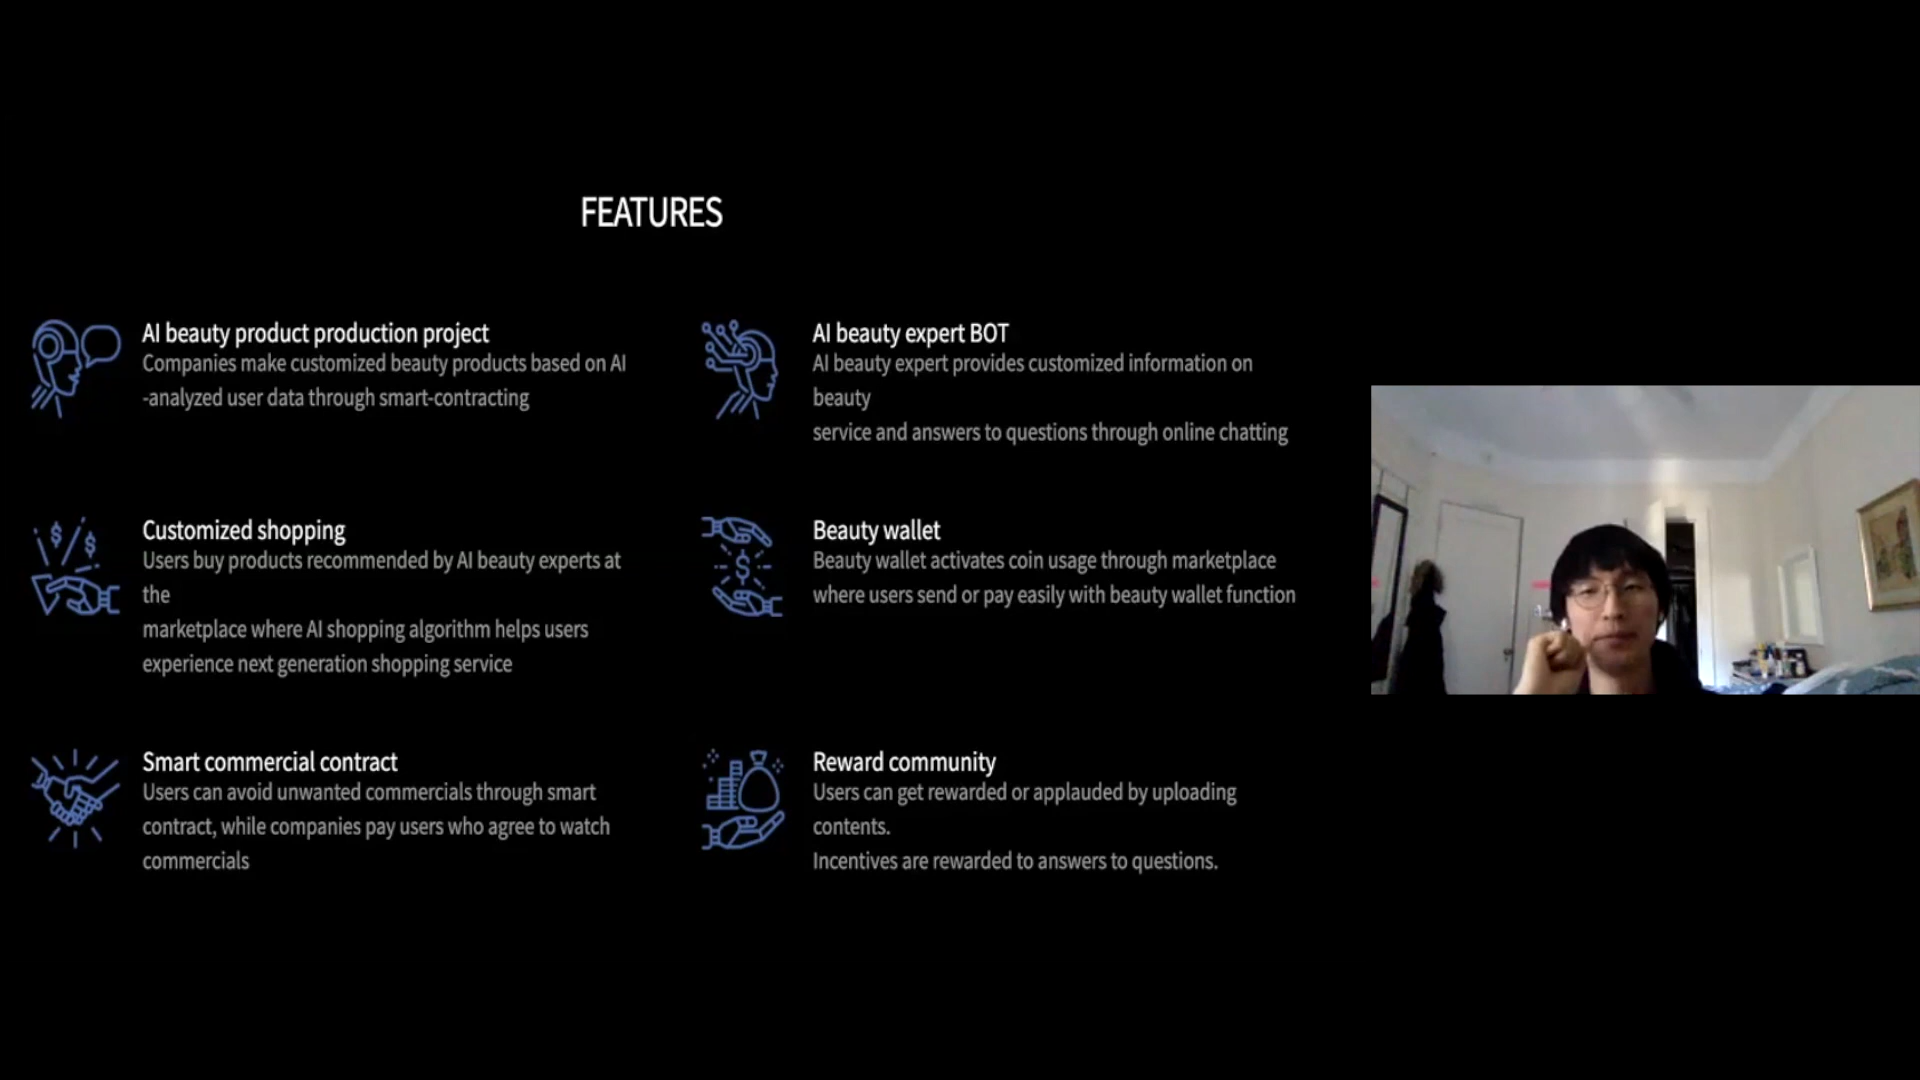 FEATURES
AI beauty product production project
Companies make customized beauty products based on AI
-analyzed user data through smart-contracting
AI beauty expert BOT
AI beauty expert provides customized information on
beauty
service and answers to questions through online chatting
Customized shopping
Users buy products recommended by AI beauty experts at
the
marketplace where AI shopping algorithm helps users
experience next generation shopping service
Beauty wallet
Beauty wallet activates coin usage through marketplace
where users send or pay easily with beauty wallet function
Smart commercial contract
Users can avoid unwanted commercials through smart
contract, while companies pay users who agree to watch
commercials
Reward community
Users can get rewarded or applauded by uploading
contents.
Incentives are rewarded to answers to questions.